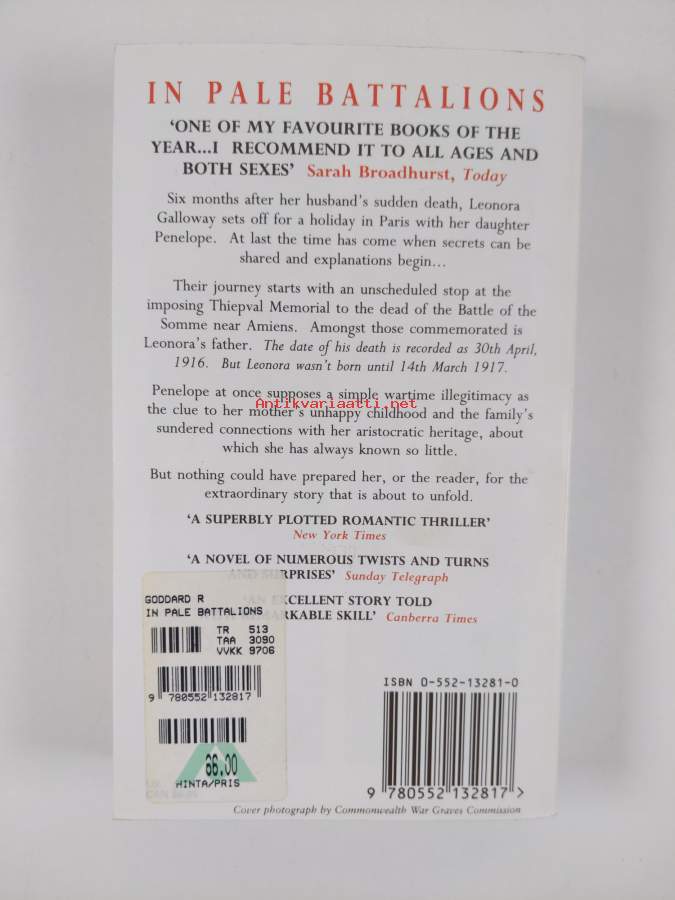 IN PALE BATTALIONS
'ONE OF MY FAVOURITE BOOKS OF THE
YEAR...I RECOMMEND IT TO ALL AGES AND
BOTH SEXES' Sarah Broadhurst, Today
Six months after her husband's sudden death, Leonora
Galloway sets off for a holiday in Paris with her daughter
Penelope. At last the time has come when secrets can be
shared and explanations begin...
Their journey starts with an unscheduled stop at the
imposing Thiepval Memorial to the dead of the Battle of the
Somme near Amiens. Amongst those commemorated is
Leonora's father. The date of his death is recorded as 30th April,
1916. But Leonora wasn't born until 14th March 1917.
Penelope at once supposes a simple wartime illegitimacy as
Antikvariaatti.net
the clue to her mother's unhappy childhood and the family's
sundered connections with her aristocratic heritage, about
which she has always known so little.
But nothing could have prepared her, or the reader, for the
extraordinary story that is about to unfold.
'A SUPERBLY PLOTTED ROMANTIC THRILLER'
New York Times
'A NOVEL OF NUMEROUS TWISTS AND TURNS
AND SURPRISES' Sunday Telegraph
'AN EXCELLENT STORY TOLD
SKILL' Canberra Times
GODDARD R
IN PALE BATTALIONS
TR 513
TAA 3090
VVKK 9706
9 780552 132817
66.00
HINTA/PRIS
ISBN 0-552-13281-0
9 780552 132817 >
Cover photograph by Commonwealth War Graves Commission